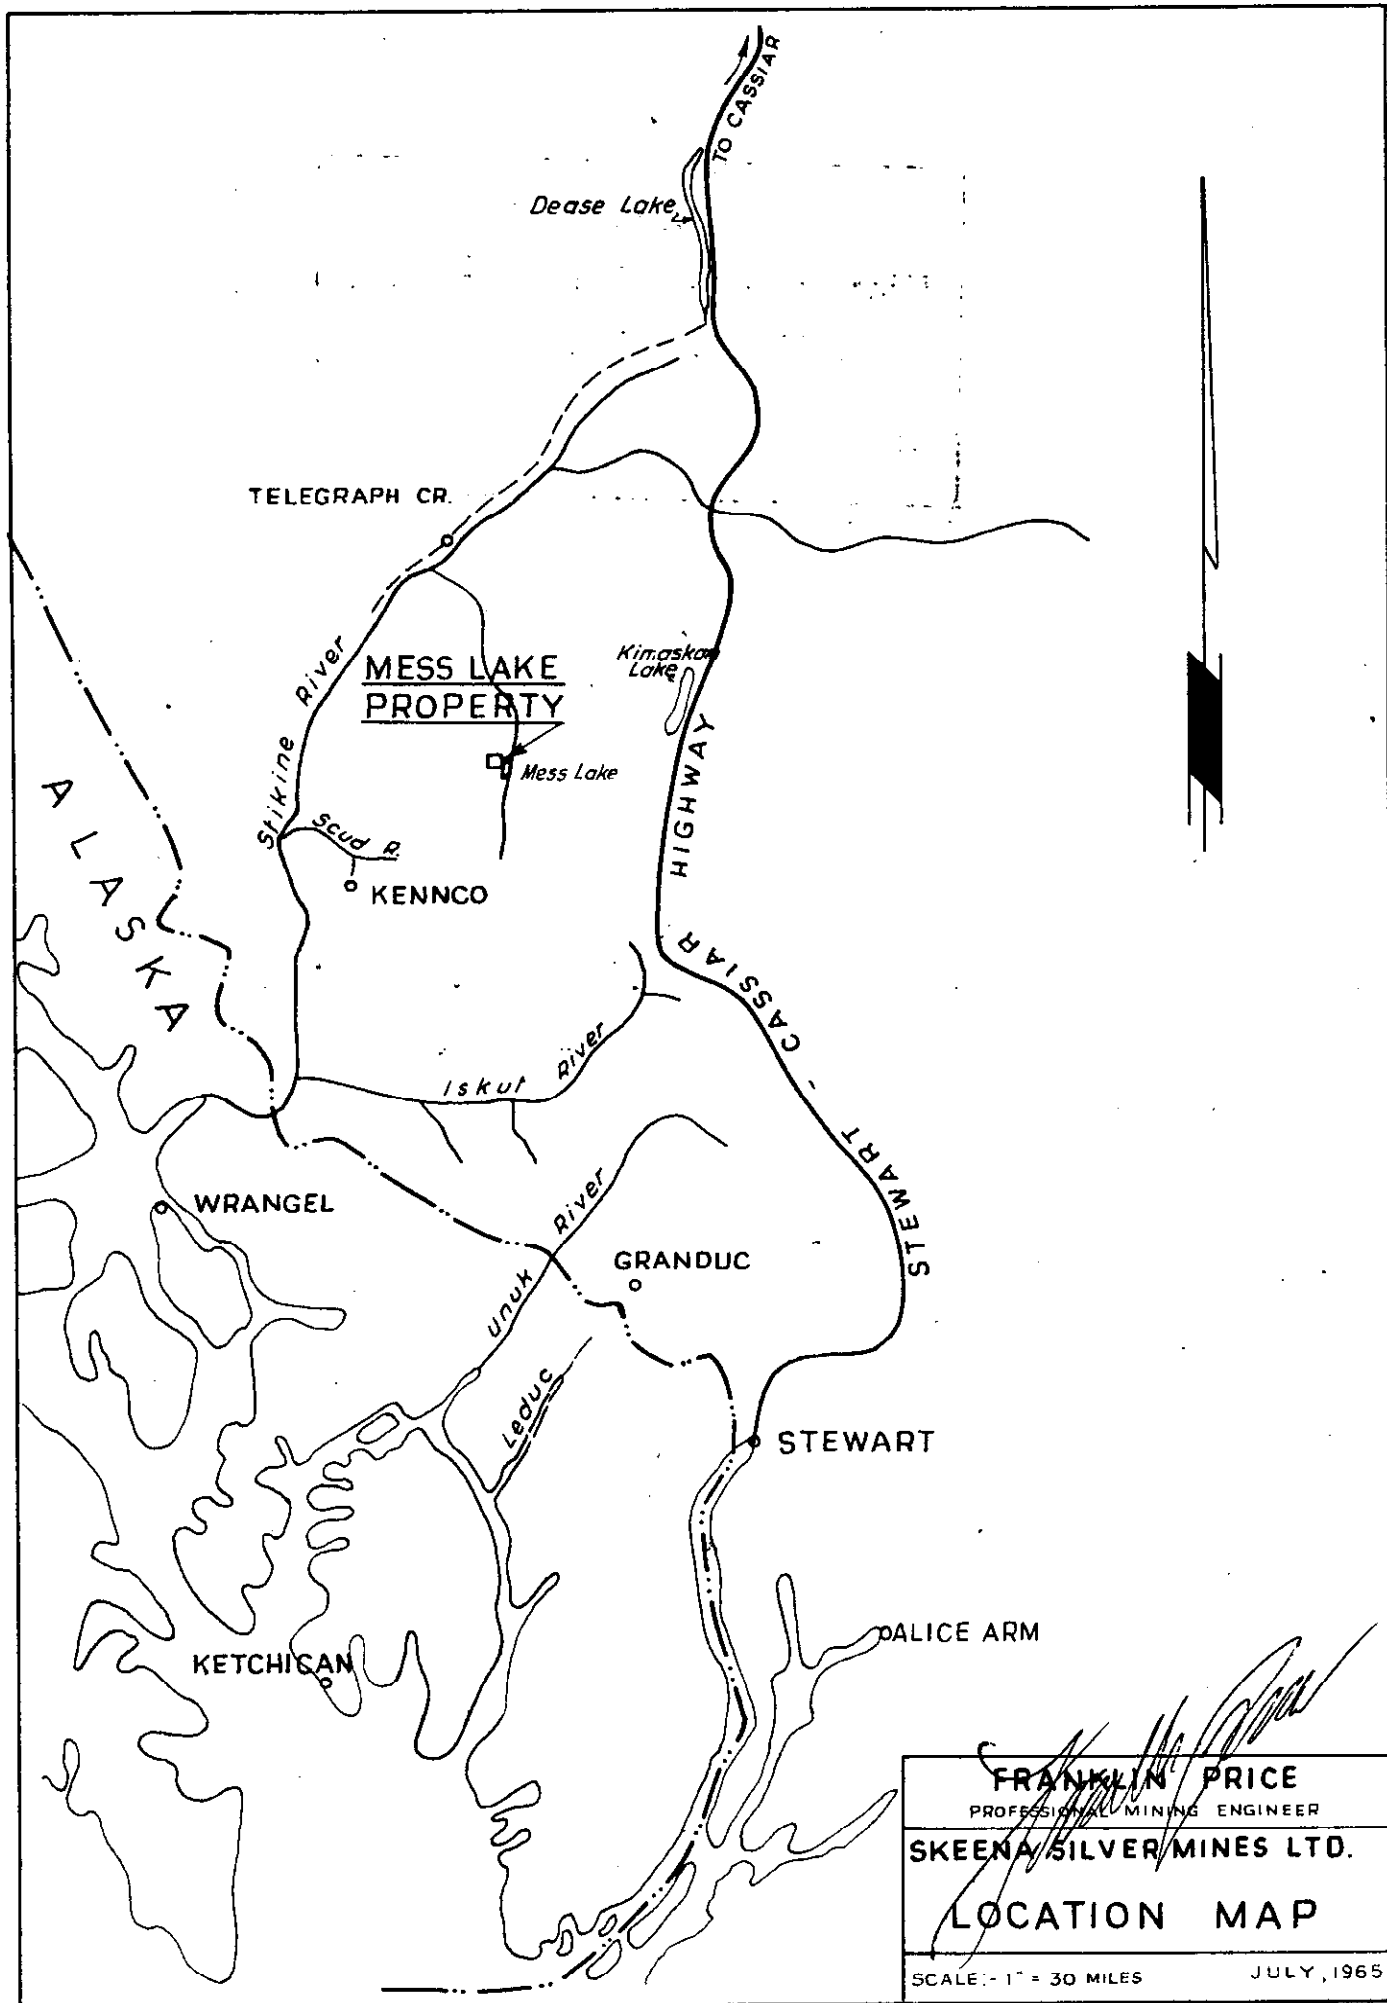 TO CASSIAR
Dease Lake
TELEGRAPH CR.
Stikine River
MESS LAKE
PROPERTY
Kinaskan
Lake
Mess Lake
Scud R.
KENNCO
ALASKA
STEWART - CASSIAR HIGHWAY
Iskut River
WRANGEL
Unuk River
GRANDUC
Leduc
STEWART
ALICE ARM
KETCHICAN
FRANKLIN PRICE
PROFESSIONAL MINING ENGINEER
SKEENA SILVER MINES LTD.
LOCATION MAP
SCALE:- 1" = 30 MILES
JULY, 1965